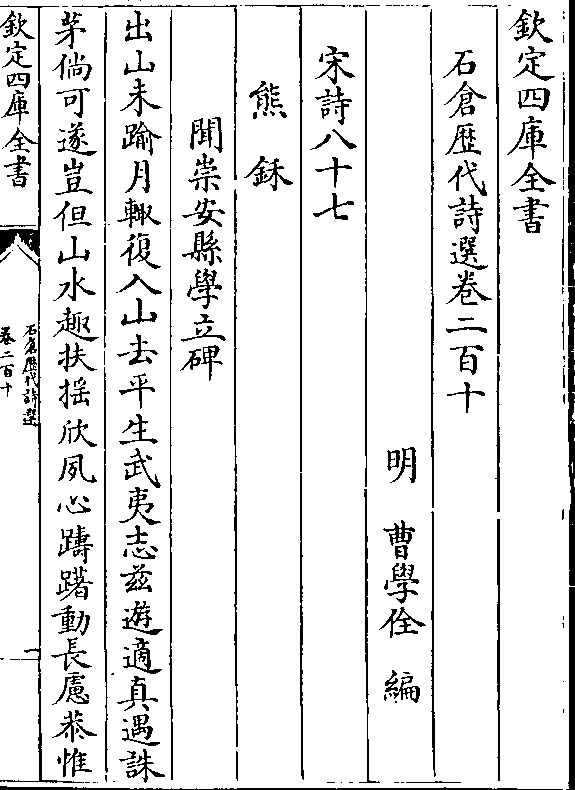 欽定四庫全書
石倉歴代詩選卷二百十
明 曹學佺 編
宋詩八十七
熊鉌
聞崇安縣學立碑
出山未踰月輙復入山去平生武夷志兹遊適真遇誅
茅倘可遂豈但山水趣扶揺欣夙心躊躇動長慮恭惟
欽定四庫全書
石倉歴代詩選
卷二百十
一